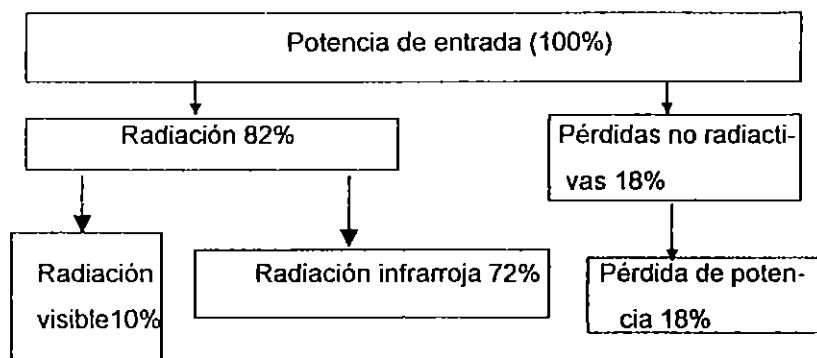 Potencia de entrada (100%)
Radiación 82%
Pérdidas no radiacti-
vas 18%
Radiación
visible10%
Radiación infrarroja 72%
Pérdida de poten-
cia 18%